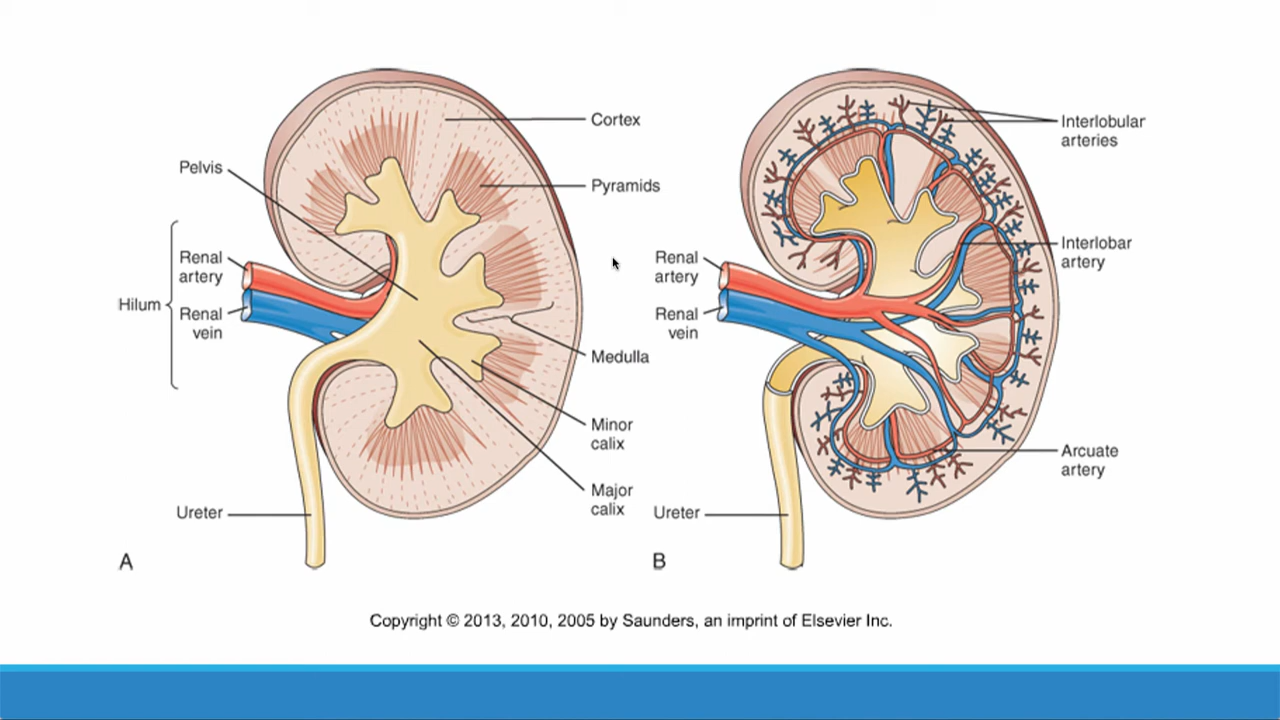 Cortex
Pelvis
Pyramids
Renal
artery
Hilum
Renal
vein
Medulla
Minor
calix
Major
calix
Ureter
A
Interlobular
arteries
Renal
artery
Interlobar
artery
Renal
vein
Arcuate
artery
Ureter
B
Copyright © 2013, 2010, 2005 by Saunders, an imprint of Elsevier Inc.